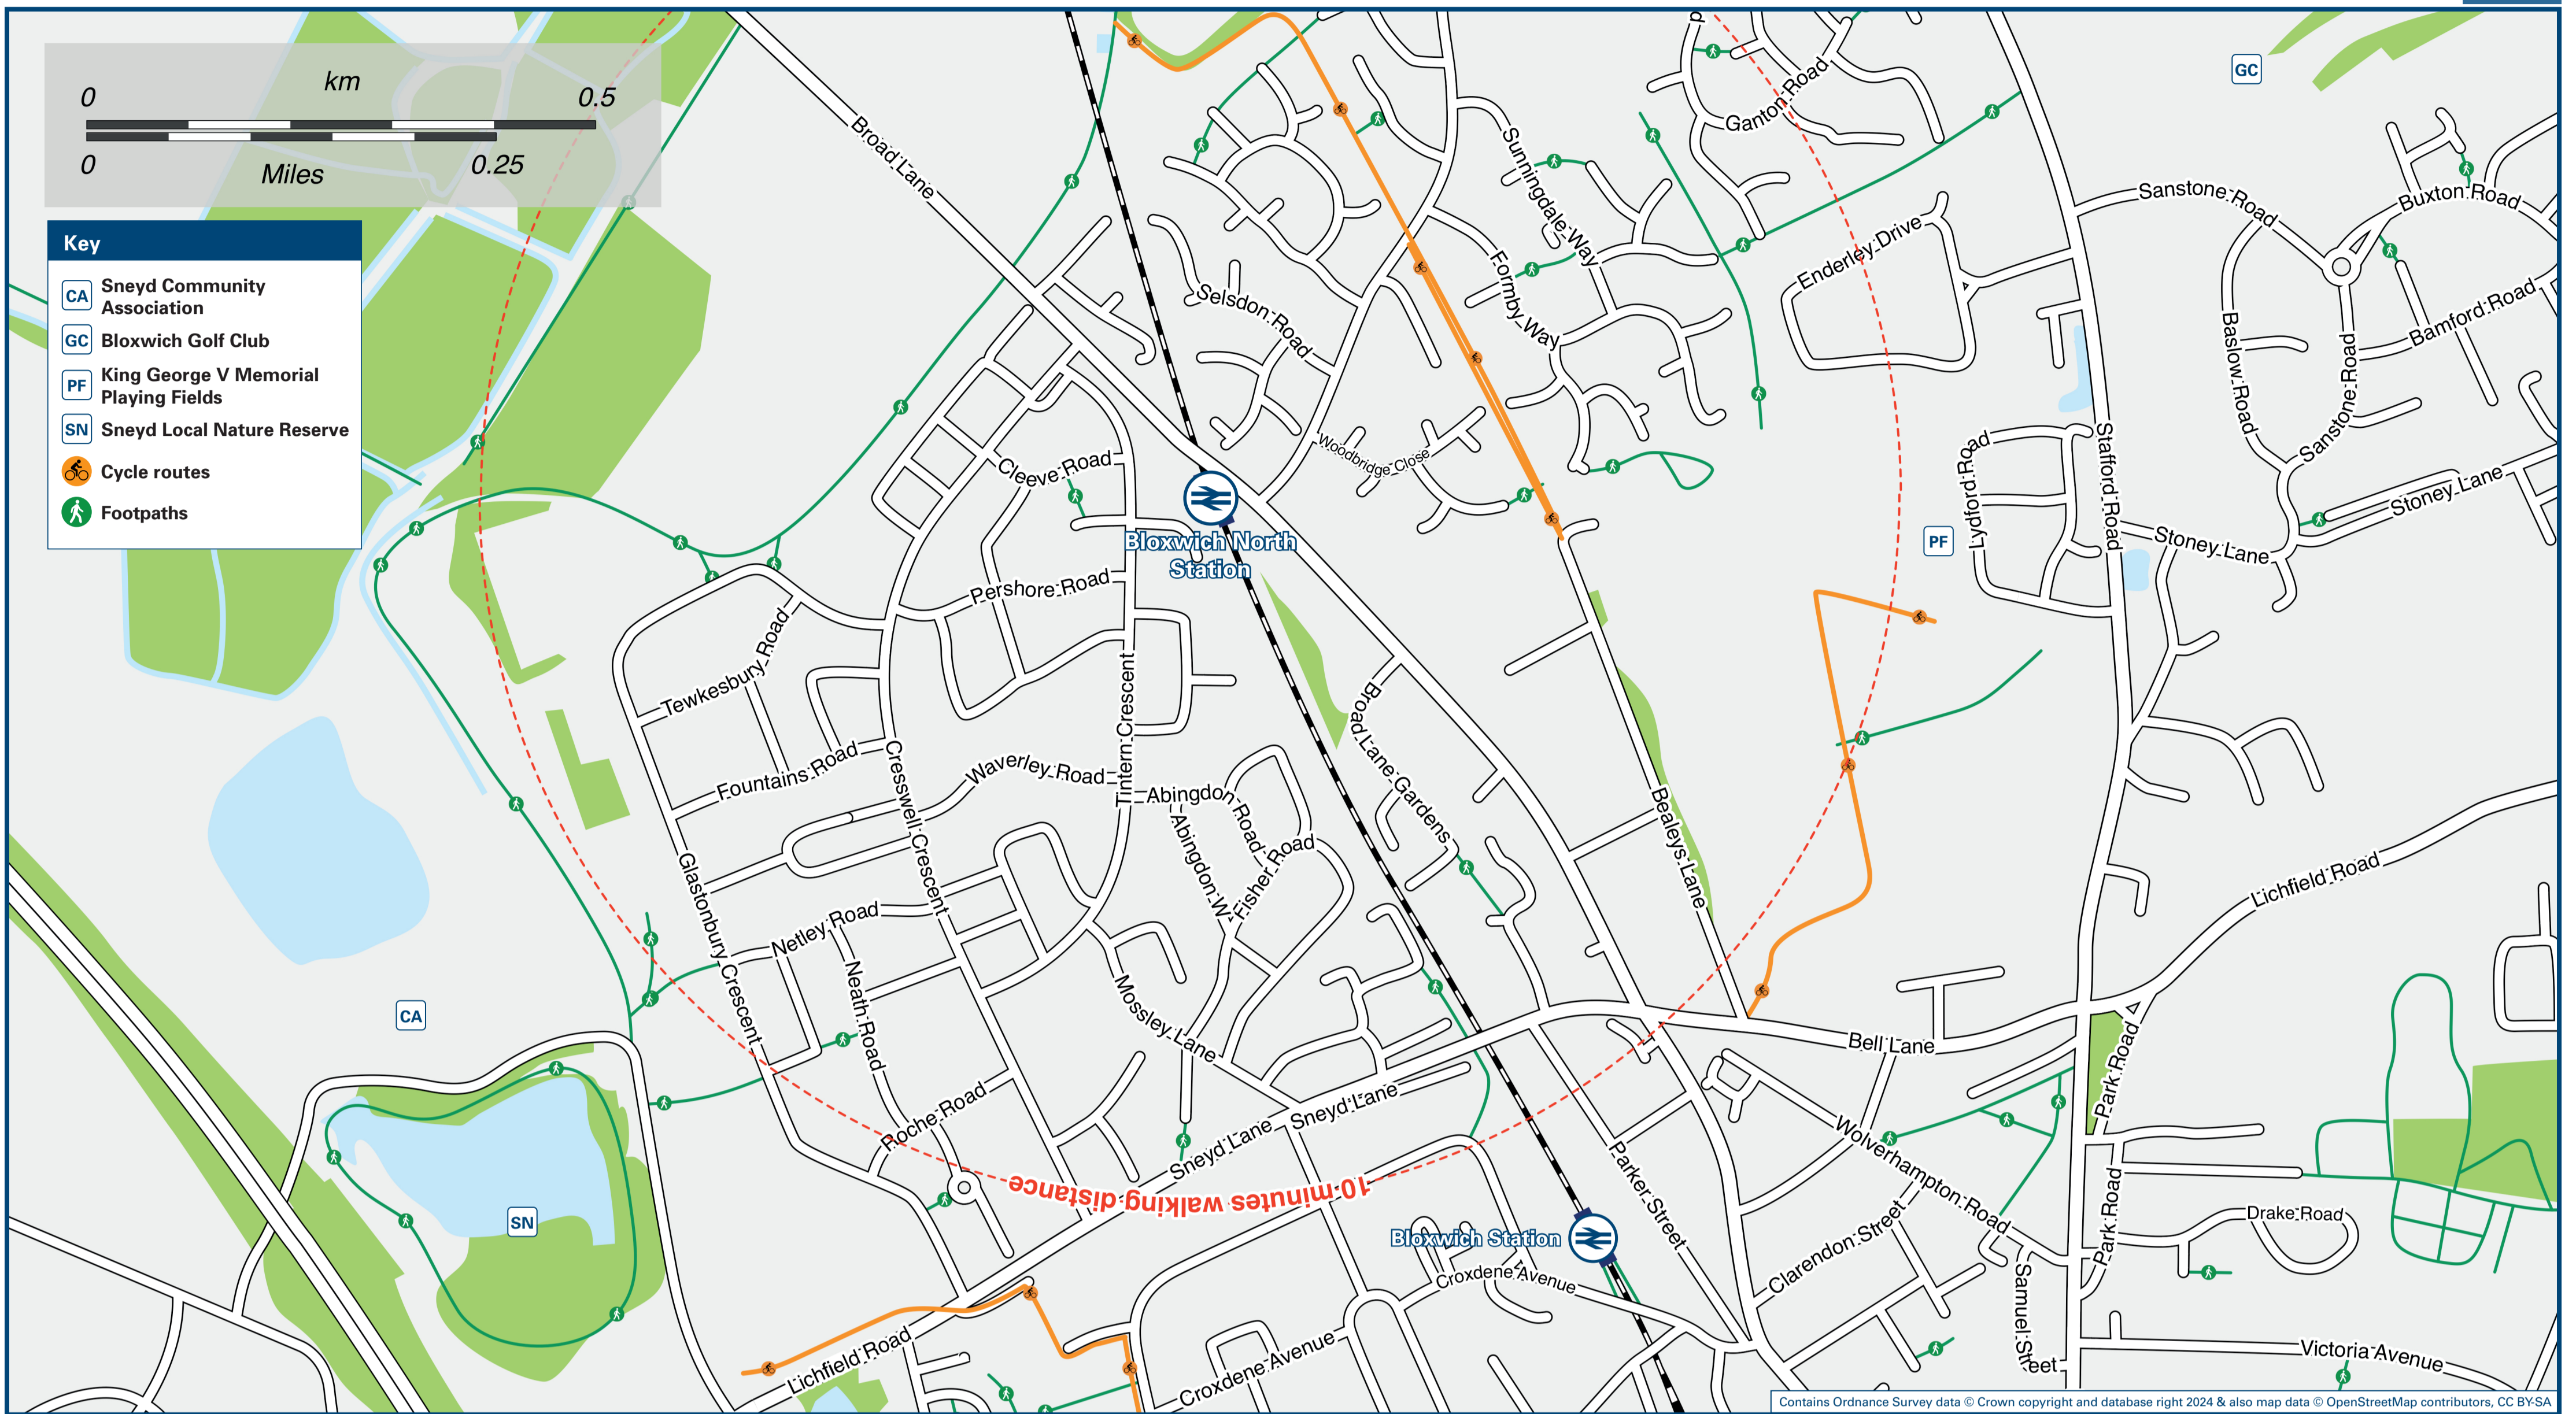 km
0
0.5
0
0.25
Miles
Key
CA Sneyd Community
Association
GC Bloxwich Golf Club
PF King George V Memorial
Playing Fields
SN Sneyd Local Nature Reserve
Cycle routes
Footpaths
Broad Lane
Sunningdale Way
Ganton Road
GC
Sanstone Road
Buxton Road
Enderley Drive
Formby Way
Selsdon Road
Bamford Road
Baslow Road
Sanstone Road
Woodbridge Close
Cleeve Road
Stafford Road
Lydford Road
Stoney Lane
Stoney Lane
PF
Bloxwich North
Station
Pershore Road
Tewkesbury Road
Tintern Crescent
Broad Lane Gardens
Fountains Road
Cresswell Crescent
Waverley Road
Abingdon Road
Abingdon W
Fisher Road
Bealeys Lane
Glastonbury Crescent
Netley Road
Neath Road
Lichfield Road
Mossley Lane
CA
Bell Lane
Park Road
Roche Road
Sneyd Lane
Sneyd Lane
10 minutes walking distance
Wolverhampton Road
Parker Street
SN
Bloxwich Station
Clarendon Street
Park Road
Drake Road
Croxdene Avenue
Samuel Street
Lichfield Road
Croxdene Avenue
Victoria Avenue
Contains Ordnance Survey data © Crown copyright and database right 2024 & also map data © OpenStreetMap contributors, CC BY-SA